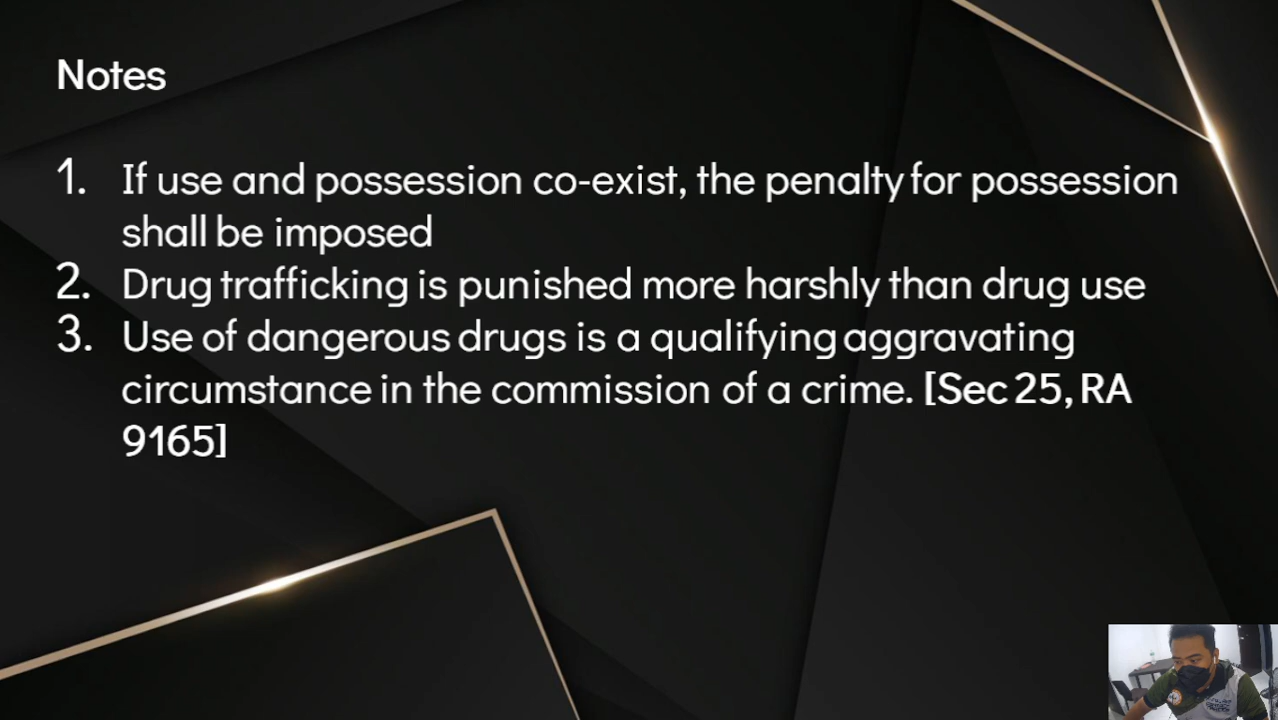 Notes
1. If use and possession co-exist, the penalty for possession
shall be imposed
2. Drug trafficking is punished more harshly than drug use
3. Use of dangerous drugs is a qualifying aggravating
circumstance in the commission of a crime. [Sec 25, RA
9165]